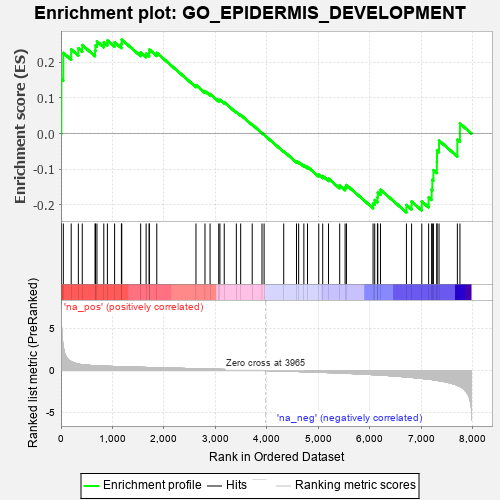 Enrichment plot: GO_EPIDERMIS_DEVELOPMENT
Enrichment score (ES)
0.2
0.1
0.0
-0.1
-0.2
'na_pos' (positively correlated)
Ranked list metric (PreRanked)
5
0
-5
Zero cross at 3965
'na_neg' (negatively correlated)
0 1,000 2,000 3,000 4,000 5,000 6,000 7,000 8,000
Rank in Ordered Dataset
Enrichment profile Hits Ranking metric scores